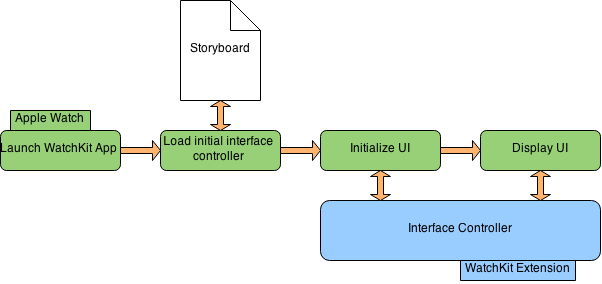 Storyboard
Apple Watch
Launch WatchKit App
Load initial interface
controller
Initialize UI
Display UI
Interface Controller
WatchKit Extension